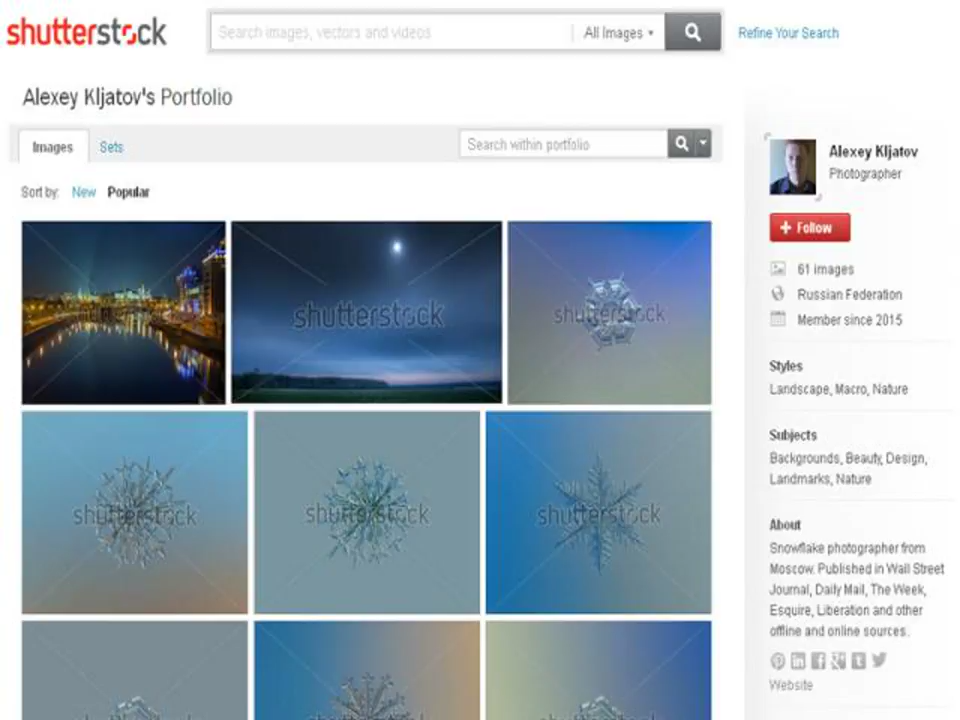 shutterstock
Search images, vectors and videos
All Images
Refine Your Search
Alexey Kljatov's Portfolio
Images
Sets
Search within portfolio
Sort by:
New
Popular
shutterstock
shutterstock
shutterstock
shutterstock
shutterstock
Alexey Kljatov
Photographer
+ Follow
61 images
Russian Federation
Member since 2015
Styles
Landscape, Macro, Nature
Subjects
Backgrounds, Beauty, Design,
Landmarks, Nature
About
Snowflake photographer from
Moscow. Published in Wall Street
Journal, Daily Mail, The Week,
Esquire, Liberation and other
offline and online sources.
Website